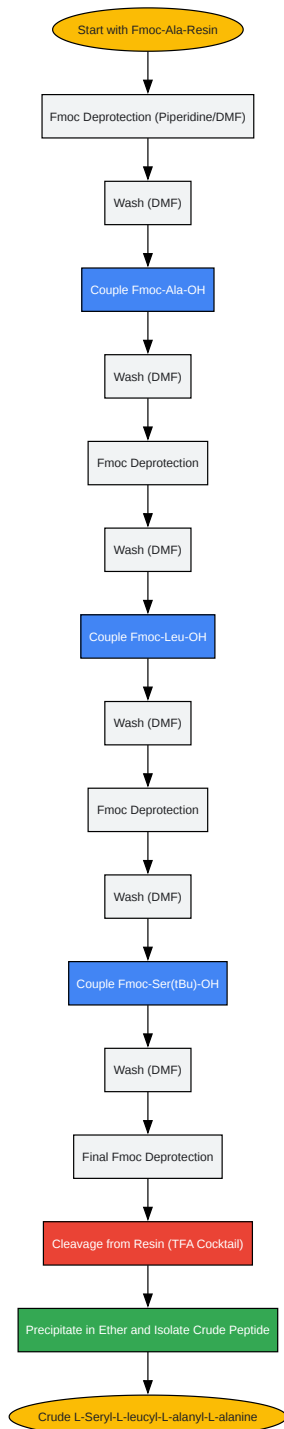 Start with Fmoc-Ala-Resin
Fmoc Deprotection (Piperidine/DMF)
Wash (DMF)
Couple Fmoc-Ala-OH
Wash (DMF)
Fmoc Deprotection
Wash (DMF)
Couple Fmoc-Leu-OH
Wash (DMF)
Fmoc Deprotection
Wash (DMF)
Couple Fmoc-Ser(tBu)-OH
Wash (DMF)
Final Fmoc Deprotection
Cleavage from Resin (TFA Cocktail)
Precipitate in Ether and Isolate Crude Peptide
Crude L-Seryl-L-leucyl-L-alanyl-L-alanine